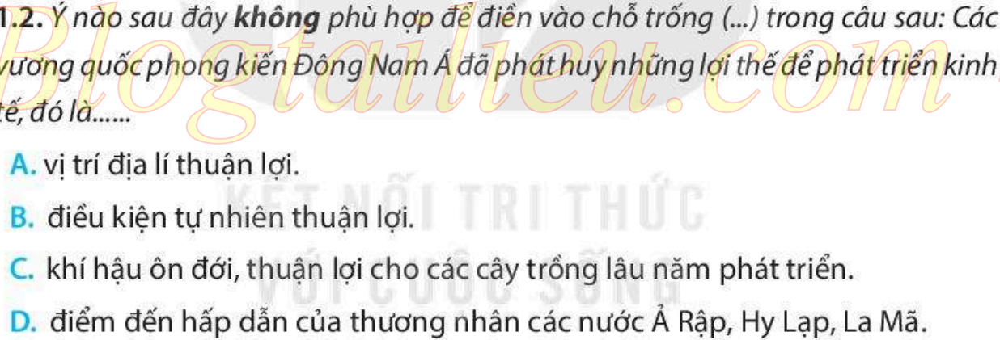 1.2. Ý nào sau đây không phù hợp để điền vào chỗ trống (...) trong câu sau: Các
vương quốc phong kiến Đông Nam Á đã phát huy những lợi thế để phát triển kinh
tế, đó là......
Blogtailieu.com
A. vị trí địa lí thuận lợi.
KẾT NỐI TRI THỨC
B. điều kiện tự nhiên thuận lợi.
C. khí hậu ôn đới, thuận lợi cho các cây trồng lâu năm phát triển.
VỚI CUỘC SỐNG
D. điểm đến hấp dẫn của thương nhân các nước Ả Rập, Hy Lạp, La Mã.